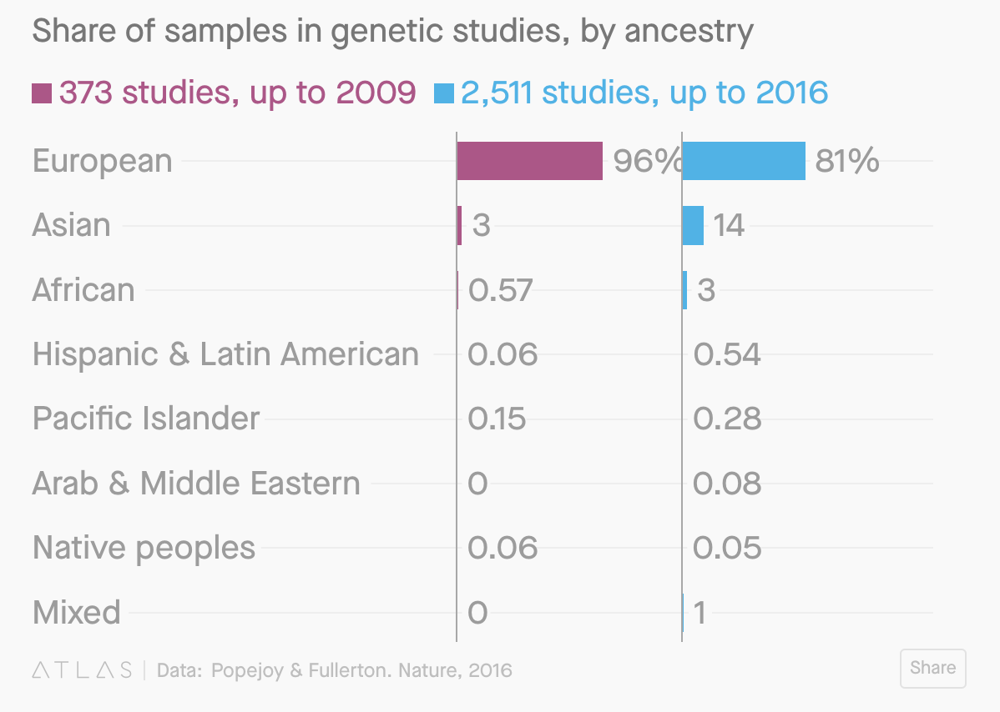 Share of samples in genetic studies, by ancestry
373 studies, up to 2009 2,511 studies, up to 2016
European 96% 81%
Asian 3 14
African 0.57 3
Hispanic & Latin American 0.06 0.54
Pacific Islander 0.15 0.28
Arab & Middle Eastern 0 0.08
Native peoples 0.06 0.05
Mixed 0 1
ATLAS | Data: Popejoy & Fullerton. Nature, 2016 Share